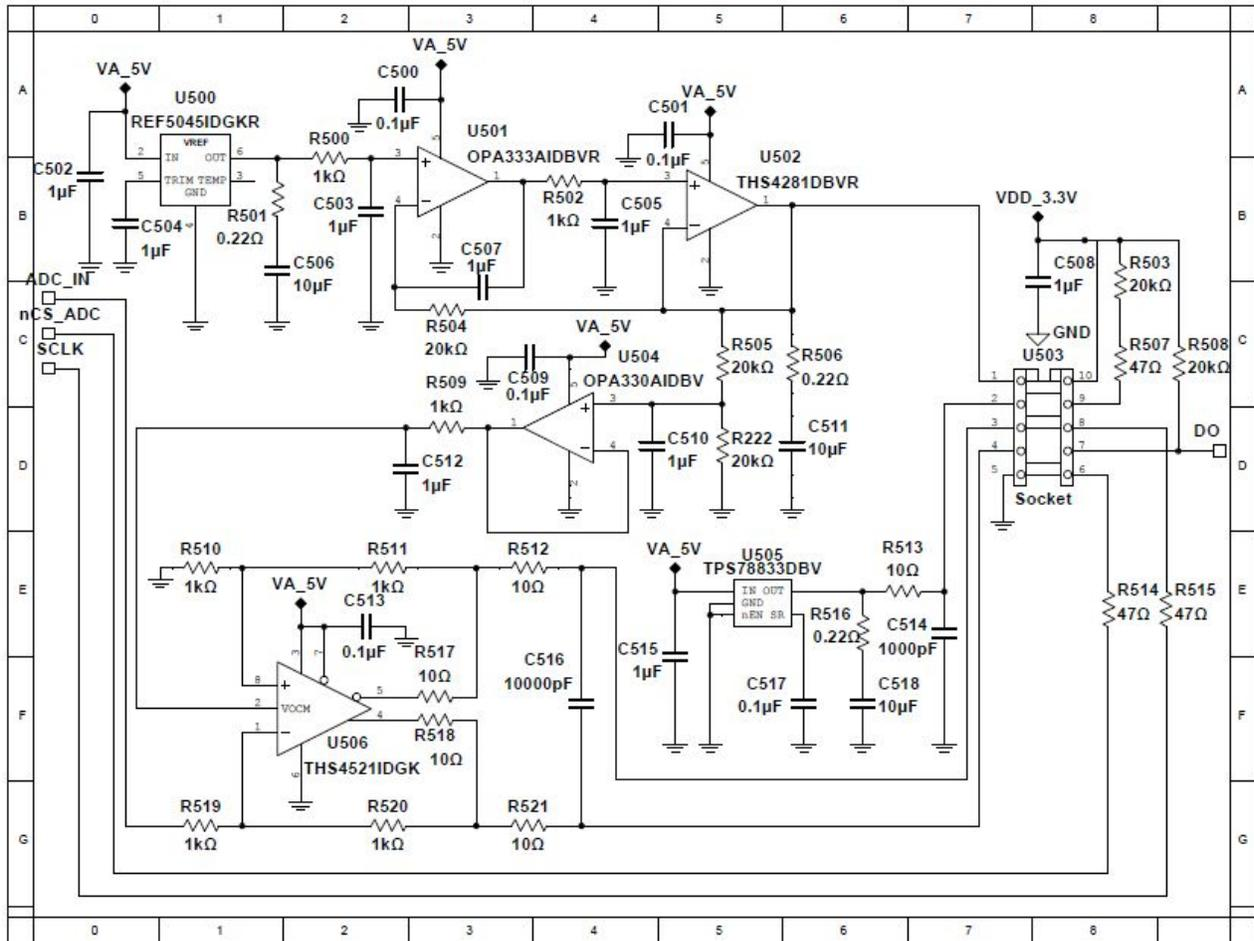 0 1 2 3 4 5 6 7 8
A A
B B
C C
D D
E E
F F
G G
VA_5V
U500
REF5045IDGKR
VREF
2 IN OUT 6
5 TRIM TEMP 3
GND
4
C502
1µF
C504
1µF
R501
0.22Ω
C506
10µF
R500
1kΩ
C503
1µF
VA_5V
C500
0.1µF
U501
OPA333AIDBVR
5
3
4
1
2
C507
1µF
R504
20kΩ
R502
1kΩ
C505
1µF
VA_5V
C501
0.1µF
U502
THS4281DBVR
5
3
4
1
2
VDD_3.3V
C508
1µF
GND
R503
20kΩ
R507
47Ω
R508
20kΩ
U503
1 10
2 9
3 8
4 7
5 6
Socket
DO
ADC_IN
nCS_ADC
SCLK
VA_5V
U504
OPA330AIDBV
C509
0.1µF
5
3
4
1
2
R509
1kΩ
C512
1µF
C510
1µF
R505
20kΩ
R222
20kΩ
R506
0.22Ω
C511
10µF
R510
1kΩ
R511
1kΩ
R512
10Ω
VA_5V
C513
0.1µF
3
7
8
2 VOCM
1
5
4
6
U506
THS4521IDGK
R517
10Ω
R518
10Ω
C516
10000pF
R519
1kΩ
R520
1kΩ
R521
10Ω
VA_5V
U505
TPS78833DBV
IN OUT
GND
nEN SR
C515
1µF
C517
0.1µF
R516
0.22Ω
C518
10µF
R513
10Ω
C514
1000pF
R514
47Ω
R515
47Ω
0 1 2 3 4 5 6 7 8